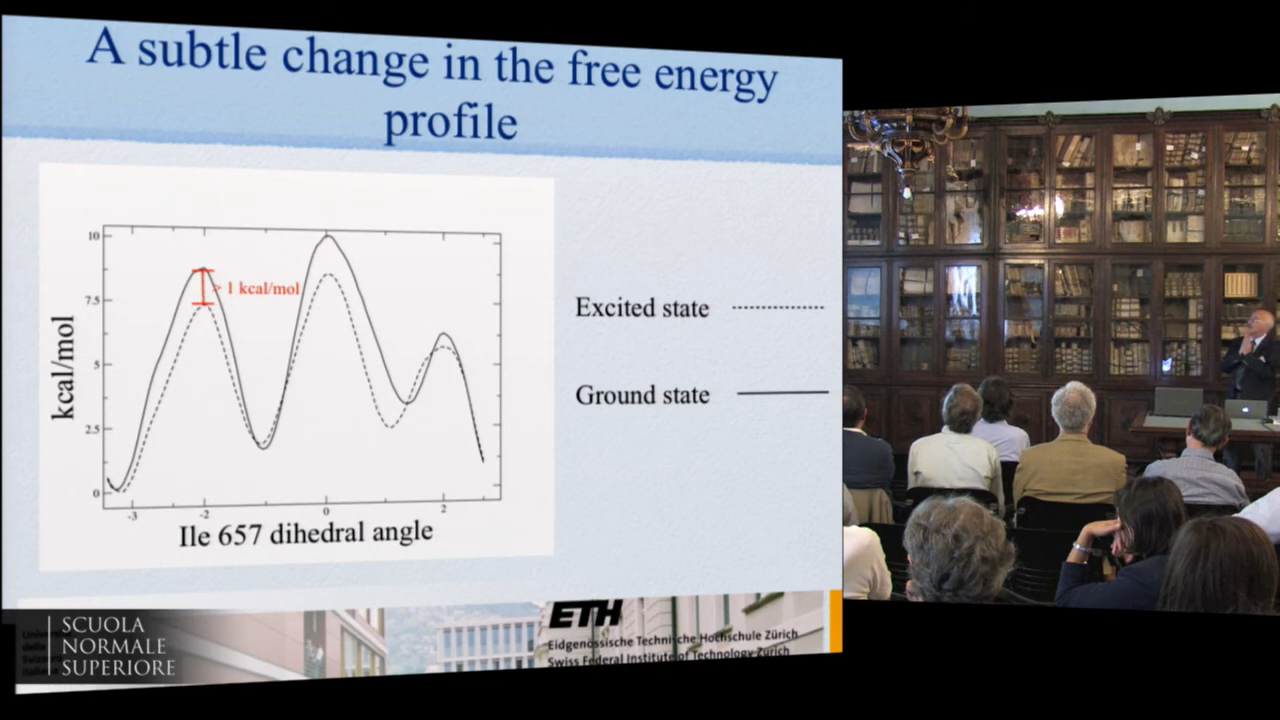 A subtle change in the free energy
profile
10
7.5
5
2.5
0
kcal/mol
> 1 kcal/mol
-3
-2
0
2
Ile 657 dihedral angle
Excited state
Ground state
SCUOLA
NORMALE
SUPERIORE
ETH
Eidgenössische Technische Hochschule Zürich
Swiss Federal Institute of Technology Zurich